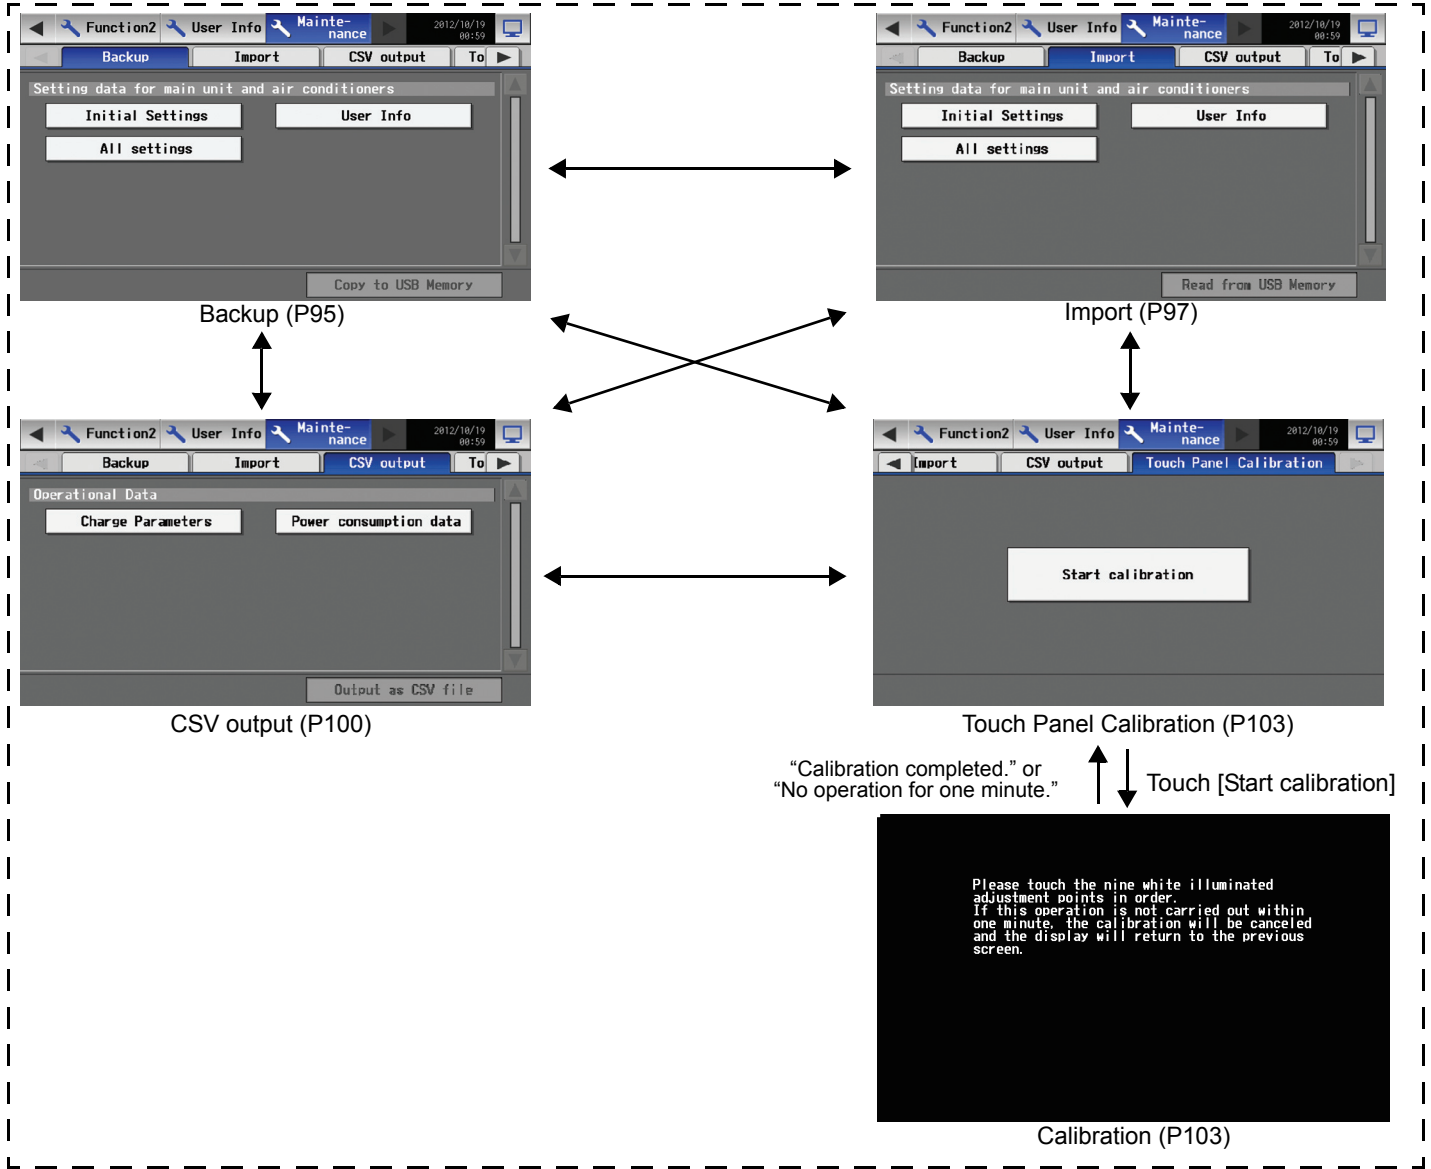 Function2 User Info Mainte-
nance
2012/10/19
00:59
Backup Import CSV output To
Setting data for main unit and air conditioners
Initial Settings User Info
All settings
Copy to USB Memory
Backup (P95)
Function2 User Info Mainte-
nance
2012/10/19
00:59
Backup Import CSV output To
Setting data for main unit and air conditioners
Initial Settings User Info
All settings
Read from USB Memory
Import (P97)
Function2 User Info Mainte-
nance
2012/10/19
00:59
Backup Import CSV output To
Operational Data
Charge Parameters Power consumption data
Output as CSV file
CSV output (P100)
Function2 User Info Mainte-
nance
2012/10/19
00:59
Import CSV output Touch Panel Calibration
Start calibration
Touch Panel Calibration (P103)
“Calibration completed.” or
“No operation for one minute.”
Touch [Start calibration]
Please touch the nine white illuminated
adjustment points in order.
If this operation is not carried out within
one minute, the calibration will be canceled
and the display will return to the previous
screen.
Calibration (P103)